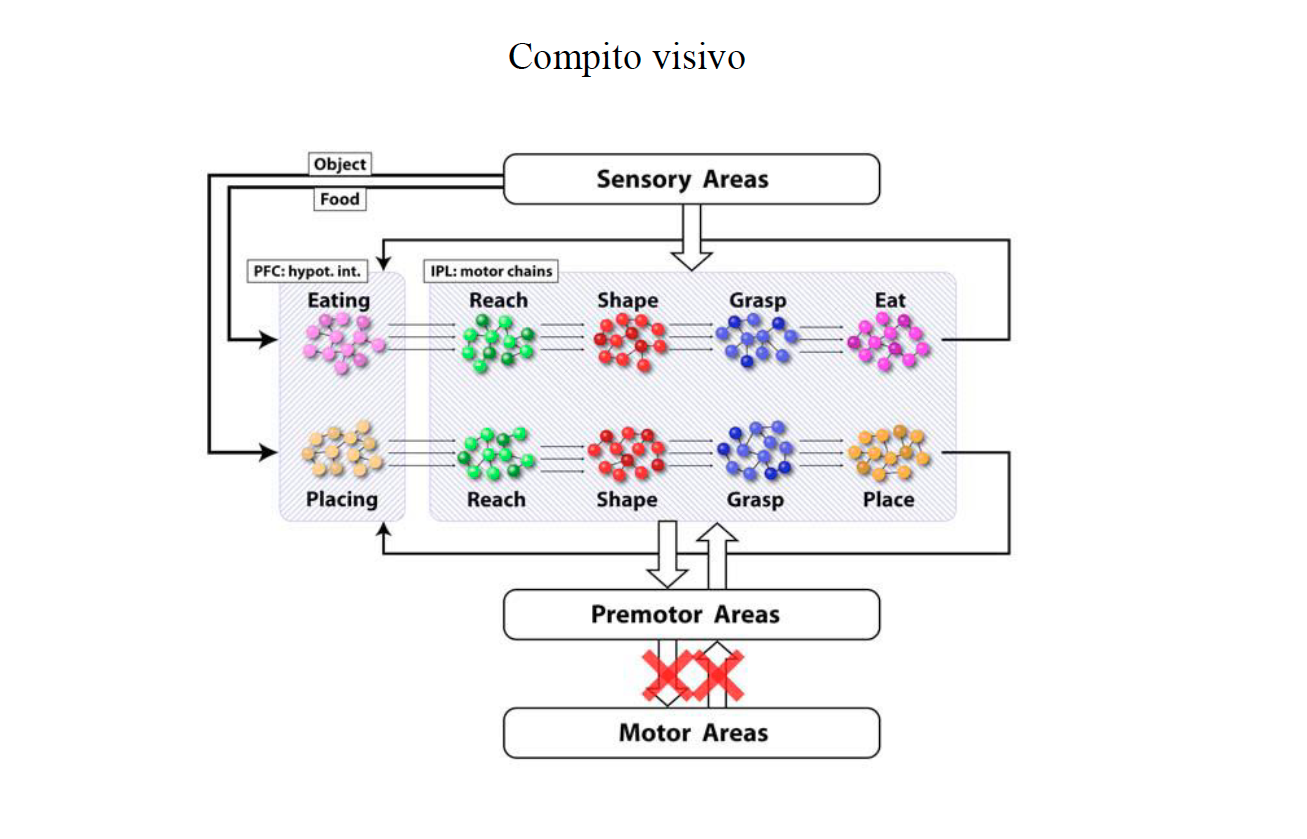 Compito visivo
Object
Sensory Areas
Food
PFC: hypot. int.
IPL: motor chains
Eating
Reach
Shape
Grasp
Eat
Placing
Reach
Shape
Grasp
Place
Premotor Areas
Motor Areas